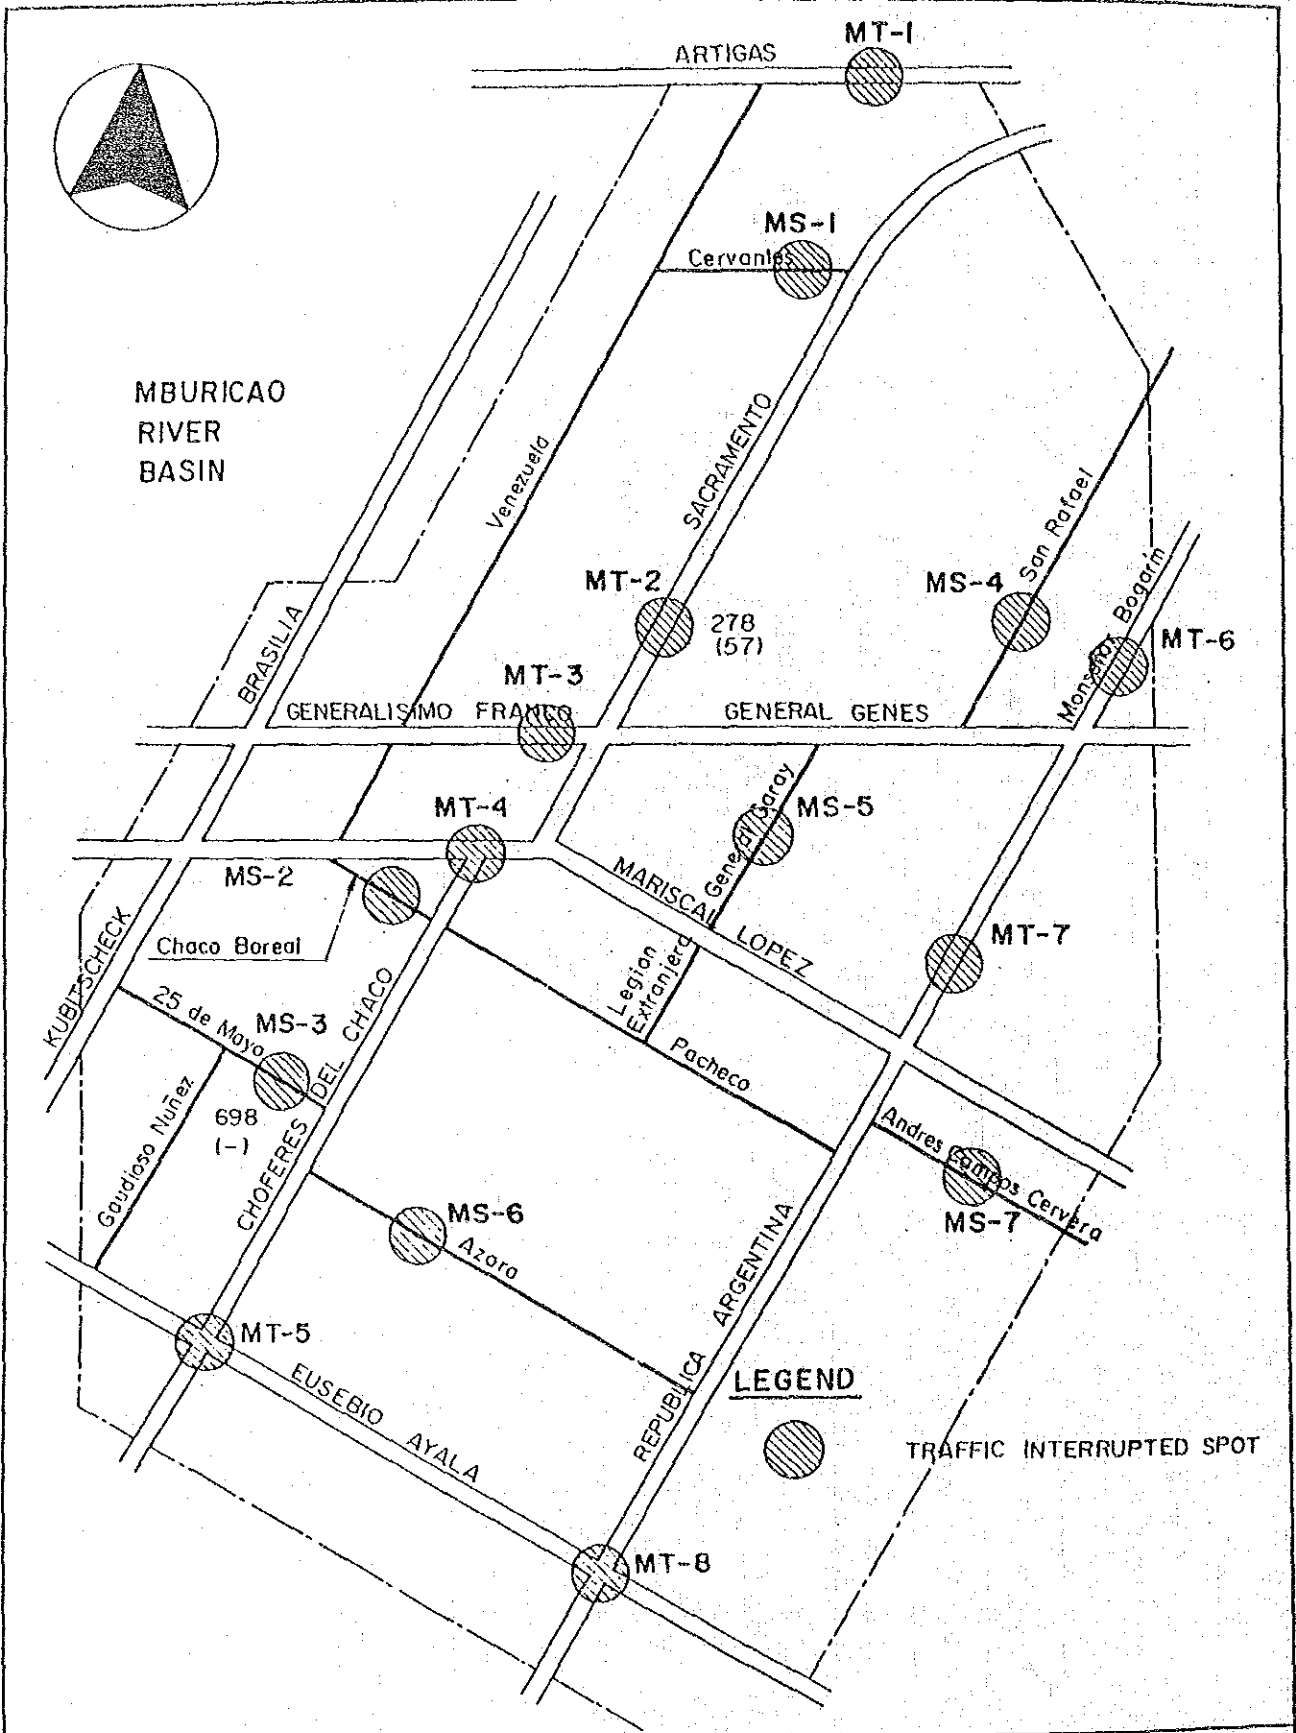 MT-1
ARTIGAS
MS-1
Cervantes
MBURICAO
RIVER
BASIN
Venezuela
SACRAMENTO
San Rafael
MT-2
278
(57)
MS-4
Monseñor Bogarin
MT-6
BRASILIA
MT-3
GENERALISIMO FRANCO
GENERAL GENES
MT-4
General Garay
MS-5
MS-2
MARISCAL LOPEZ
KUBITSCHECK
Chaco Boreal
Legion
Extranjera
MT-7
25 de Mayo
MS-3
698
(-)
CHOFERES DEL CHACO
Pacheco
Gaudioso Nuñez
Andres Campos Cervera
MS-7
MS-6
Azara
REPUBLICA ARGENTINA
MT-5
EUSEBIO AYALA
LEGEND
TRAFFIC INTERRUPTED SPOT
MT-8